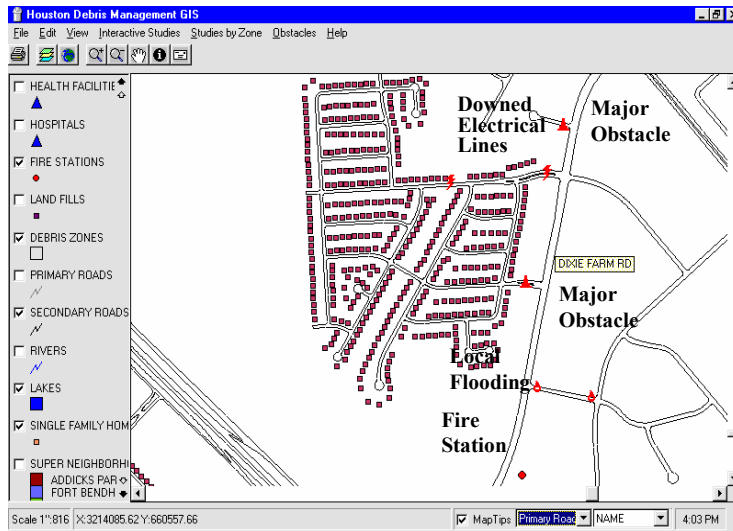 Houston Debris Management GIS
File Edit View Interactive Studies Studies by Zone Obstacles Help
HEALTH FACILITIE
HOSPITALS
FIRE STATIONS
LAND FILLS
DEBRIS ZONES
PRIMARY ROADS
SECONDARY ROADS
RIVERS
LAKES
SINGLE FAMILY HOM
SUPER NEIGHBORHI
ADDICKS PAR
FORT BENDH
Downed
Electrical
Lines
Major
Obstacle
DIXIE FARM RD
Major
Obstacle
Local
Flooding
Fire
Station
Scale 1":816 X:3214085.62 Y:660557.66 MapTips Primary Road NAME 4:03 PM